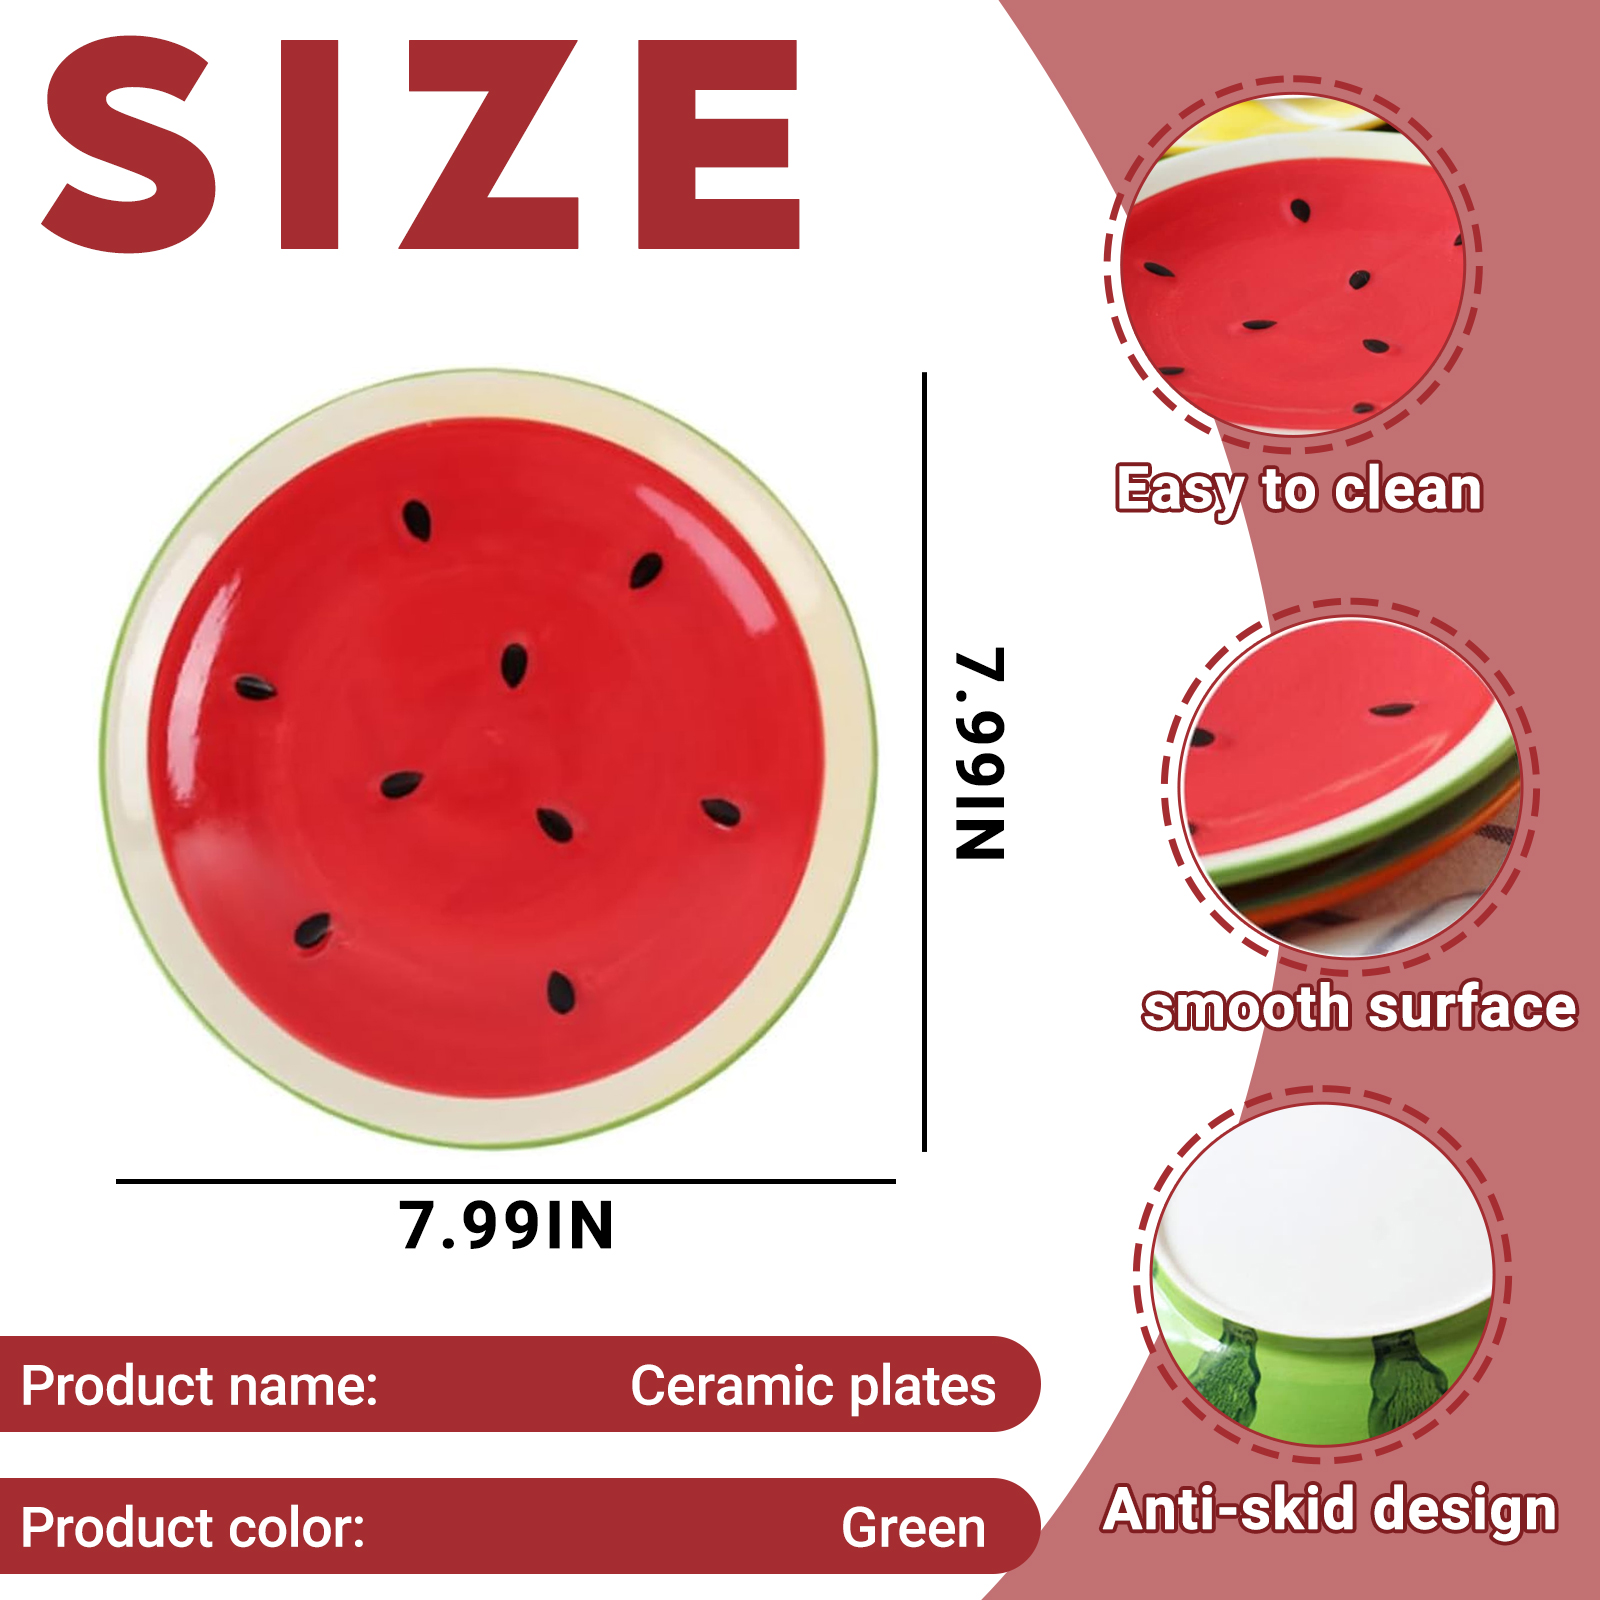 SIZE
7.99IN
7.99IN
Product name: Ceramic plates
Product color: Green
Easy to clean
smooth surface
Anti-skid design